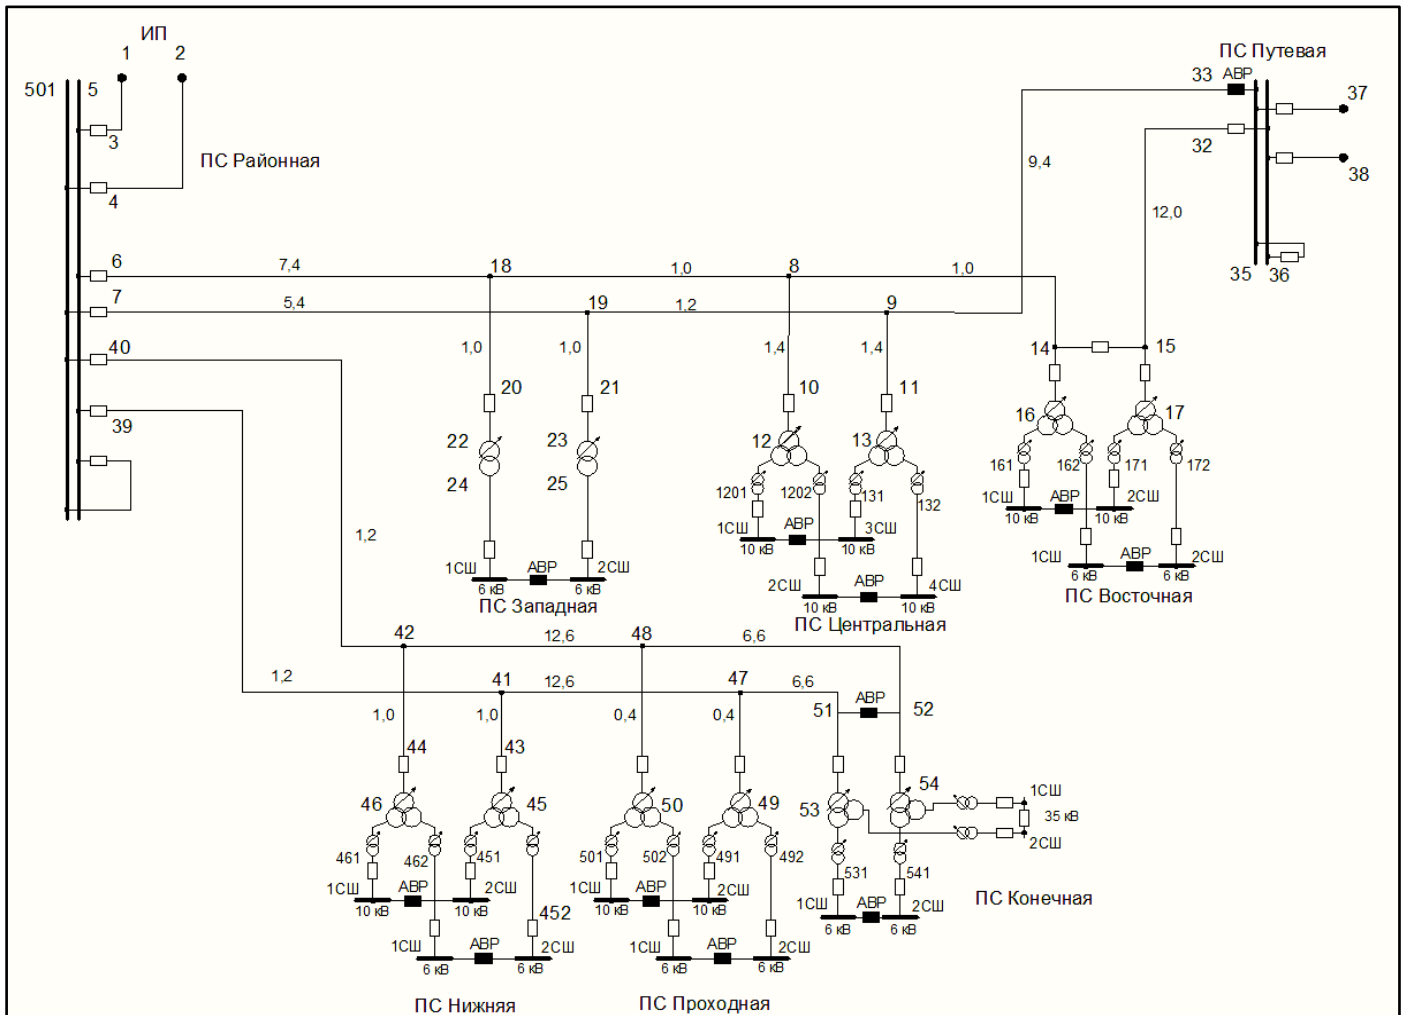 ИП
1 2
ПС Путевая
501 5
33 АВР
37
3
32
ПС Районная
9,4
38
4
12,0
6 7,4 18 1,0 8 1,0
35 36
7 5,4 19 1,2 9
40
1,0 1,0 1,4 1,4 14 15
20 21 10 11
39
22 23 12 13 16 17
24 25
161 162 171 172
1201 1202 131 132
1СШ АВР 2СШ
10 кВ 10 кВ
1СШ АВР 3СШ
10 кВ 10 кВ
1,2
1СШ АВР 2СШ
6 кВ 6 кВ
1СШ АВР 2СШ
6 кВ 6 кВ
2СШ АВР 4СШ
10 кВ 10 кВ
ПС Западная
ПС Восточная
ПС Центральная
42 12,6 48 6,6
1,2 41 12,6 47 6,6
АВР
1,0 1,0 0,4 0,4 51 52
44 43
54
1СШ
46 45 50 49 53
35 кВ
2СШ
461 462 451 501 502 491 492
531 541
1СШ АВР 2СШ
10 кВ 10 кВ
1СШ АВР 2СШ
10 кВ 10 кВ
ПС Конечная
1СШ АВР 2СШ
6 кВ 6 кВ
452
1СШ АВР 2СШ
6 кВ 6 кВ
1СШ АВР 2СШ
6 кВ 6 кВ
ПС Нижняя
ПС Проходная